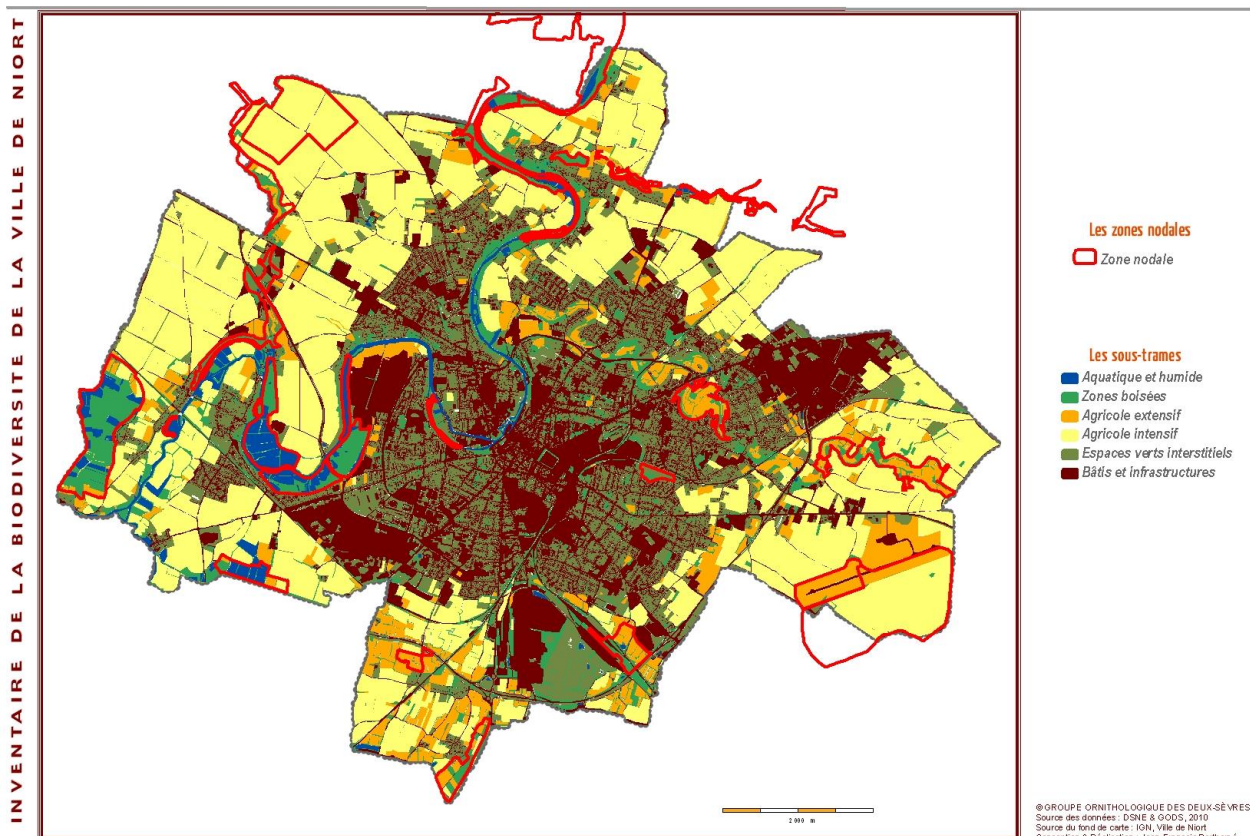 INVENTAIRE DE LA BIODIVERSITE DE LA VILLE DE NIORT
Les zones nodales
Zone nodale
Les sous-trames
Aquatique et humide
Zones boisées
Agricole extensif
Agricole intensif
Espaces verts interstitiels
Bâtis et infrastructures
2 000 m
©GROUPE ORNITHOLOGIQUE DES DEUX-SÈVRES
Source des données : DSNE & GODS, 2010
Source du fond de carte : IGN, Ville de Niort